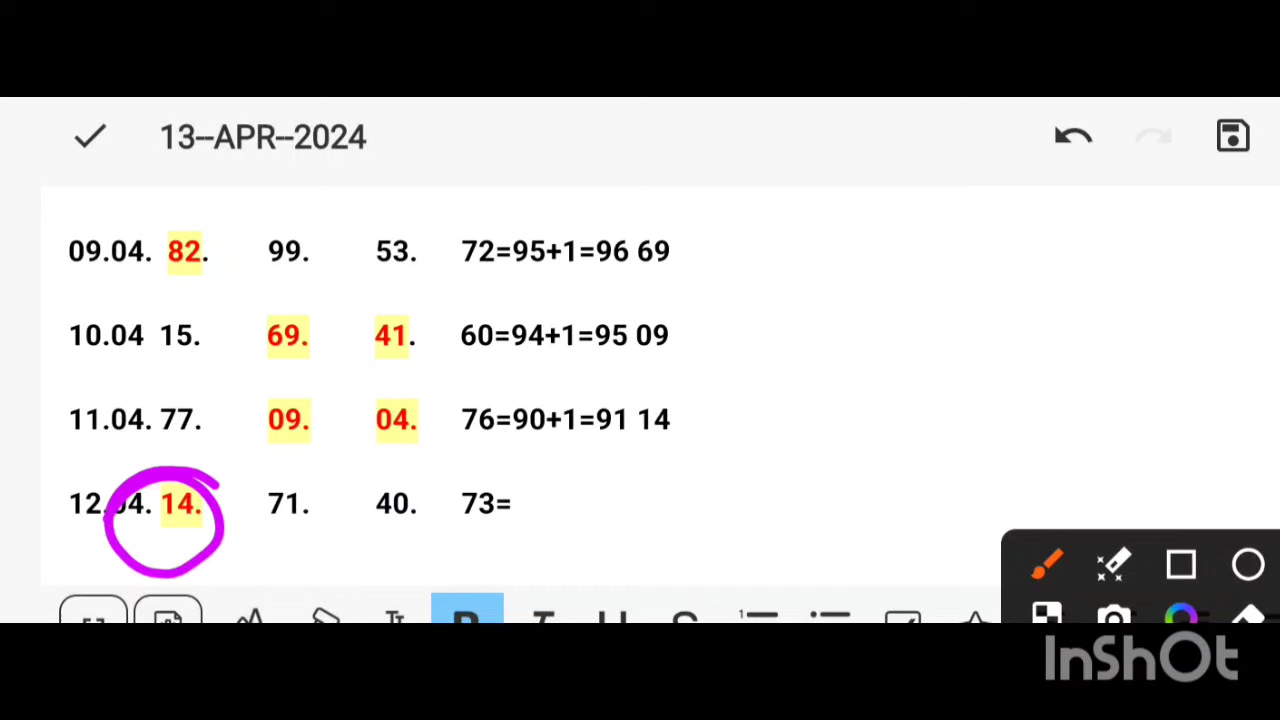 13--APR--2024
09.04. 82. 99. 53. 72=95+1=96 69
10.04 15. 69. 41. 60=94+1=95 09
11.04. 77. 09. 04. 76=90+1=91 14
12.04. 14. 71. 40. 73=
InShOt